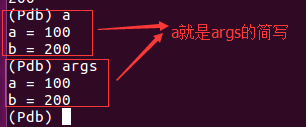 200
(Pdb) a
a = 100
b = 200
(Pdb) args
a = 100
b = 200
(Pdb)
a就是args的简写